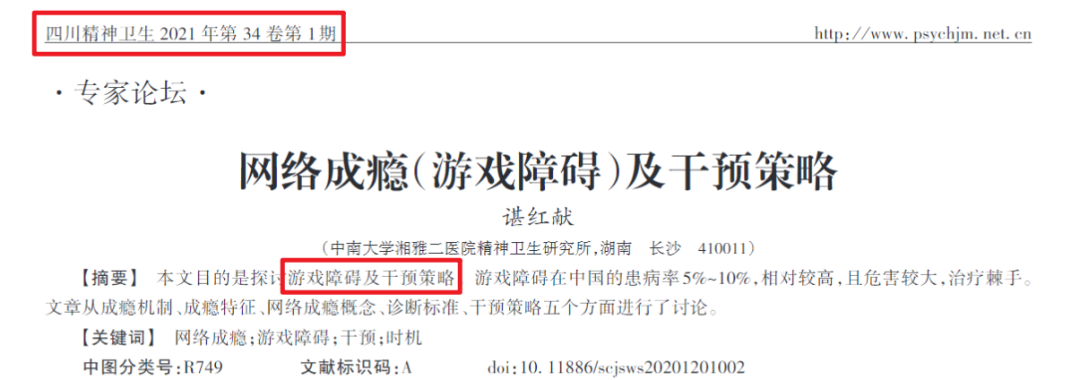 四川精神卫生 2021 年第 34 卷第 1 期 http://www.psychjm.net.cn
·专家论坛·
网络成瘾(游戏障碍)及干预策略
谌红献
(中南大学湘雅二医院精神卫生研究所,湖南 长沙 410011)
【摘要】 本文目的是探讨游戏障碍及干预策略 游戏障碍在中国的患病率5%~10%,相对较高,且危害较大,治疗棘手。
文章从成瘾机制、成瘾特征、网络成瘾概念、诊断标准、干预策略五个方面进行了讨论。
【关键词】 网络成瘾;游戏障碍;干预;时机
中图分类号:R749 文献标识码:A doi:10.11886/scjsws20201201002